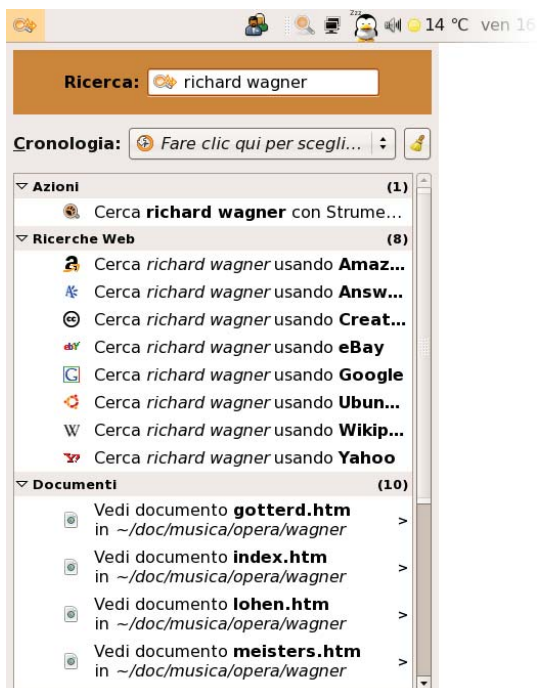 Zzz
14 °C ven 16
Ricerca: richard wagner
Cronologia: Fare clic qui per scegli...
Azioni (1)
Cerca richard wagner con Strume...
Ricerche Web (8)
Cerca richard wagner usando Amaz...
Cerca richard wagner usando Answ...
Cerca richard wagner usando Creat...
Cerca richard wagner usando eBay
Cerca richard wagner usando Google
Cerca richard wagner usando Ubun...
Cerca richard wagner usando Wikip...
Cerca richard wagner usando Yahoo
Documenti (10)
Vedi documento gotterd.htm
in ~/doc/musica/opera/wagner >
Vedi documento index.htm
in ~/doc/musica/opera/wagner >
Vedi documento lohen.htm
in ~/doc/musica/opera/wagner >
Vedi documento meisters.htm
in ~/doc/musica/opera/wagner >